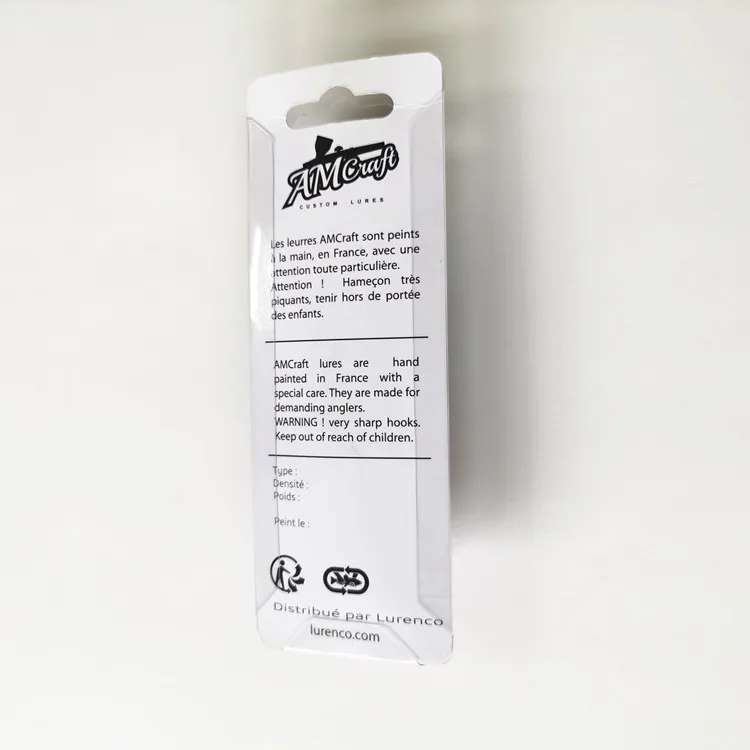 AMCraft
CUSTOM LURES
Les leurres AMCraft sont peints
à la main, en France, avec une
attention toute particulière.
Attention ! Hameçon très
piquants, tenir hors de portée
des enfants.
AMCraft lures are hand
painted in France with a
special care. They are made for
demanding anglers.
WARNING ! very sharp hooks.
Keep out of reach of children.
Type :
Densité :
Poids :
Peint le :
Distribué par Lurenco
lurenco.com